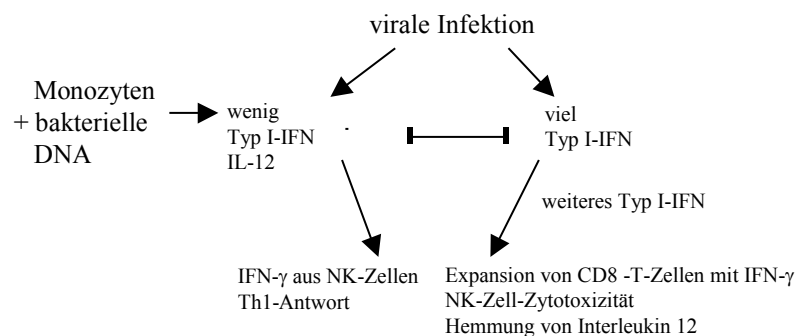 virale Infektion
Monozyten
+ bakterielle
DNA
wenig
Typ I-IFN
IL-12
viel
Typ I-IFN
weiteres Typ I-IFN
IFN-γ aus NK-Zellen
Th1-Antwort
Expansion von CD8 -T-Zellen mit IFN-γ
NK-Zell-Zytotoxizität
Hemmung von Interleukin 12